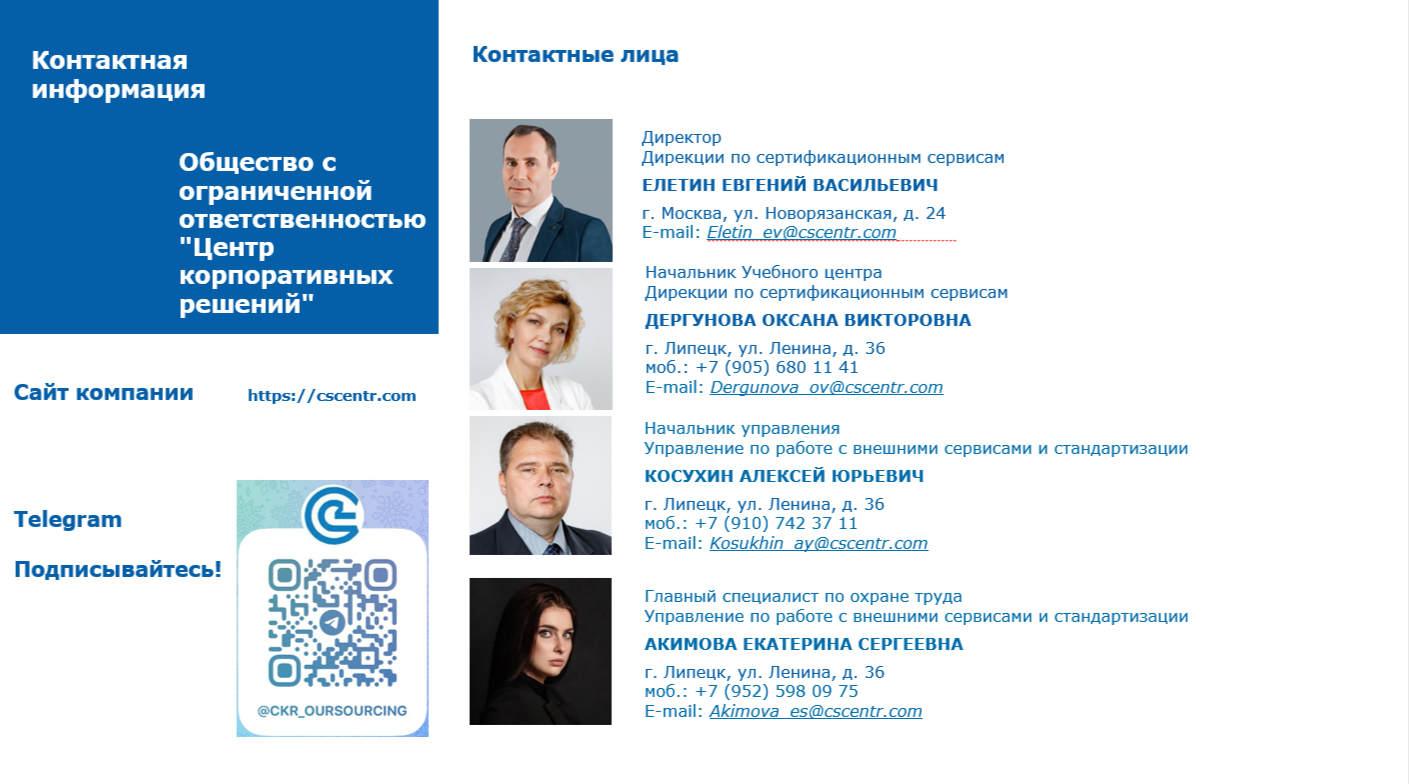 Контактная
информация
Общество с
ограниченной
ответственностью
"Центр
корпоративных
решений"
Сайт компании
https://cscentr.com
Telegram
Подписывайтесь!
@CKR_OURSOURCING
Контактные лица
Директор
Дирекции по сертификационным сервисам
ЕЛЕТИН ЕВГЕНИЙ ВАСИЛЬЕВИЧ
г. Москва, ул. Новорязанская, д. 24
E-mail: Eletin_ev@cscentr.com
Начальник Учебного центра
Дирекции по сертификационным сервисам
ДЕРГУНОВА ОКСАНА ВИКТОРОВНА
г. Липецк, ул. Ленина, д. 36
моб.: +7 (905) 680 11 41
E-mail: Dergunova_ov@cscentr.com
Начальник управления
Управление по работе с внешними сервисами и стандартизации
КОСУХИН АЛЕКСЕЙ ЮРЬЕВИЧ
г. Липецк, ул. Ленина, д. 36
моб.: +7 (910) 742 37 11
E-mail: Kosukhin_ay@cscentr.com
Главный специалист по охране труда
Управление по работе с внешними сервисами и стандартизации
АКИМОВА ЕКАТЕРИНА СЕРГЕЕВНА
г. Липецк, ул. Ленина, д. 36
моб.: +7 (952) 598 09 75
E-mail: Akimova_es@cscentr.com